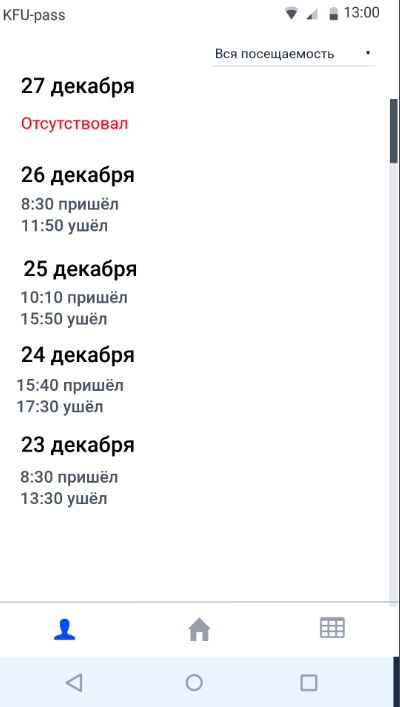 KFU-pass 13:00
Вся посещаемость
27 декабря
Отсутствовал
26 декабря
8:30 пришёл
11:50 ушёл
25 декабря
10:10 пришёл
15:50 ушёл
24 декабря
15:40 пришёл
17:30 ушёл
23 декабря
8:30 пришёл
13:30 ушёл